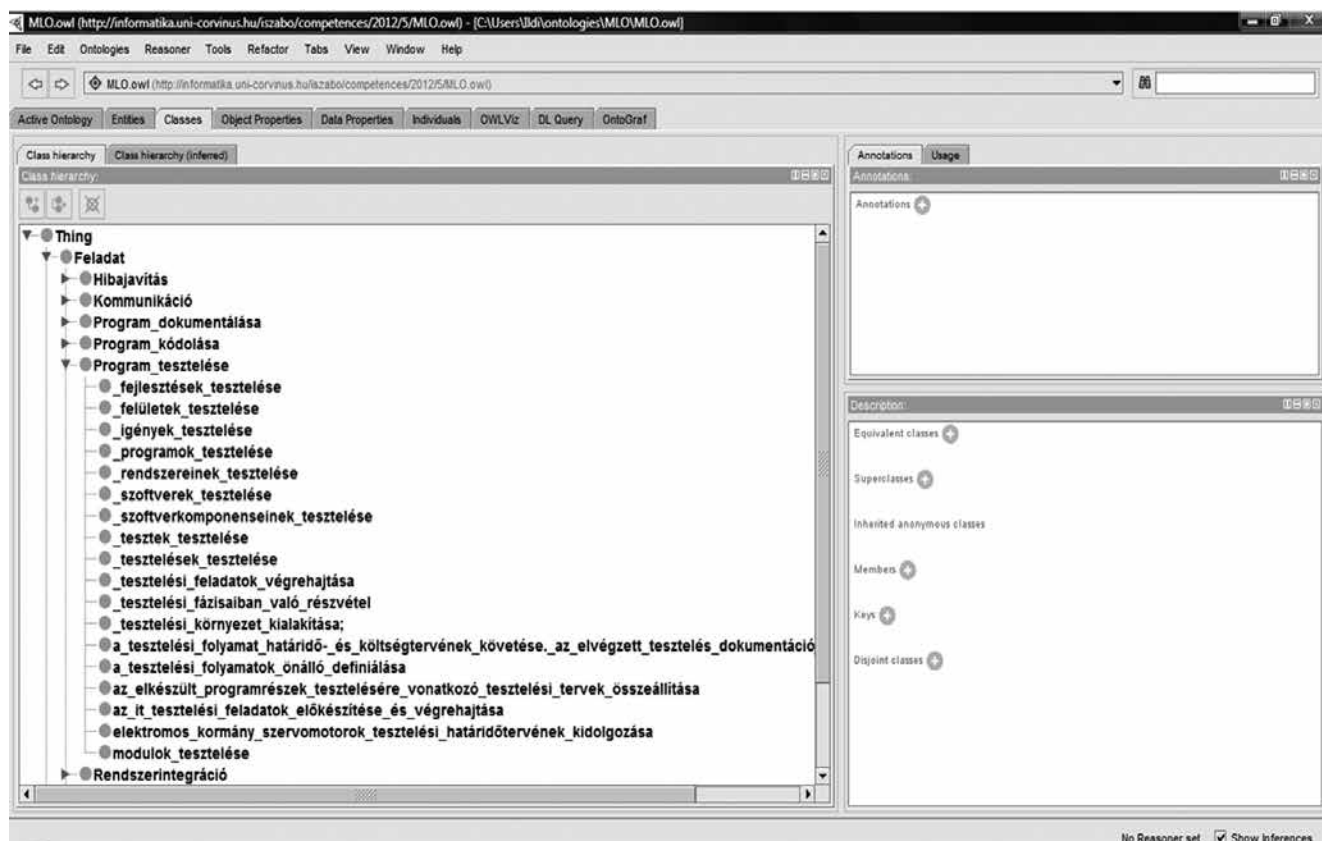 MLO.owl (http://informatika.uni-corvinus.hu/iszabo/competences/2012/5/MLO.owl) - [C:\Users\Ildi\ontologies\MLO\MLO.owl]
File Edit Ontologies Reasoner Tools Refactor Tabs View Window Help
MLO.owl (http://informatika.uni-corvinus.hu/iszabo/competences/2012/5/MLO.owl)
Active Ontology Entities Classes Object Properties Data Properties Individuals OWLViz DL Query OntoGraf
Class hierarchy Class hierarchy (inferred)
Class hierarchy:
Thing
Feladat
Hibajavítás
Kommunikáció
Program_dokumentálása
Program_kódolása
Program_tesztelése
_fejlesztések_tesztelése
_felületek_tesztelése
_igények_tesztelése
_programok_tesztelése
_rendszereinek_tesztelése
_szoftverek_tesztelése
_szoftverkomponenseinek_tesztelése
_tesztek_tesztelése
_tesztelések_tesztelése
_tesztelési_feladatok_végrehajtása
_tesztelési_fázisaiban_való_részvétel
_tesztelési_környezet_kialakítása;
a_tesztelési_folyamat_határidő-_és_költségtervének_követése._az_elvégzett_tesztelés_dokumentáció
a_tesztelési_folyamatok_önálló_definiálása
az_elkészült_programrészek_tesztelésére_vonatkozó_tesztelési_tervek_összeállítása
az_it_tesztelési_feladatok_előkészítése_és_végrehajtása
elektromos_kormány_szervomotorok_tesztelési_határidőtervének_kidolgozása
modulok_tesztelése
Rendszerintegráció
Annotations Usage
Annotations:
Annotations
Description:
Equivalent classes
Superclasses
Inherited anonymous classes
Members
Keys
Disjoint classes
No Reasoner set Show Inferences